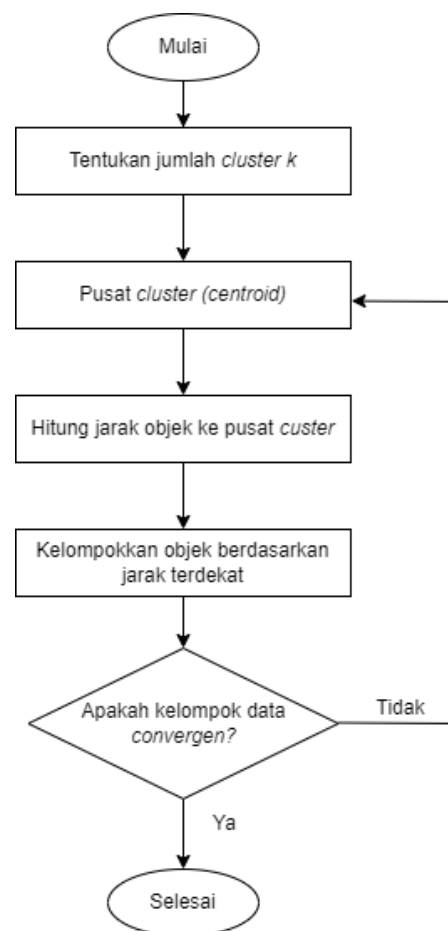 Mulai
Tentukan jumlah cluster k
Pusat cluster (centroid)
Hitung jarak objek ke pusat custer
Kelompokkan objek berdasarkan
jarak terdekat
Apakah kelompok data
convergen?
Tidak
Ya
Selesai